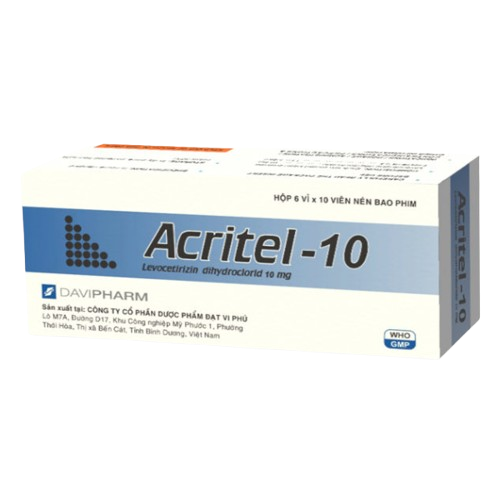 HỘP 6 VỈ x 10 VIÊN NÉN BAO PHIM
Acritel -10
Levocetirizin dihydroclorid 10 mg
DAVIPHARM
Sản xuất tại: CÔNG TY CỔ PHẦN DƯỢC PHẨM ĐẠT VI PHÚ
Lô M7A, Đường D17, Khu Công nghiệp Mỹ Phước 1, Phường
Thới Hòa, Thị xã Bến Cát, Tỉnh Bình Dương, Việt Nam
WHO
GMP
Acritel -10